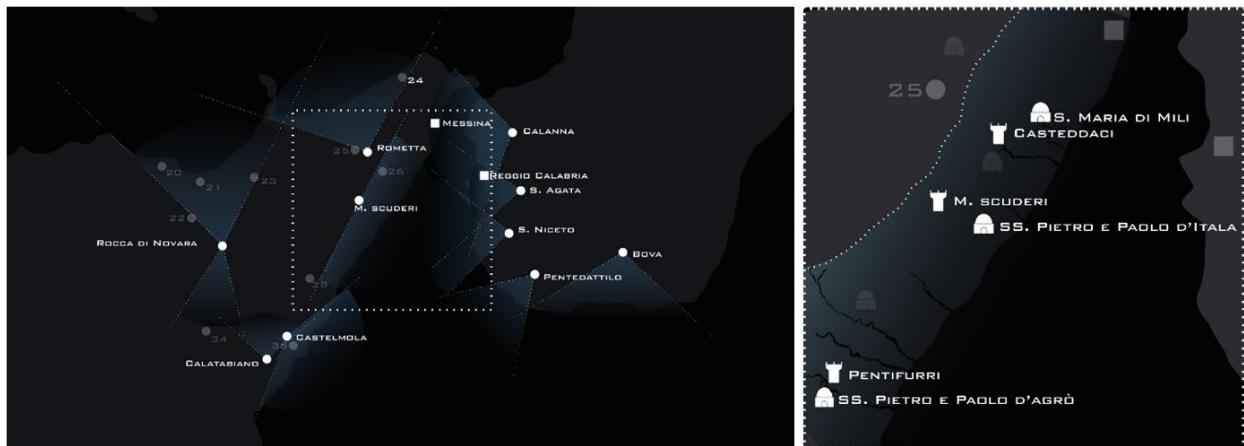 24
MESSINA
CALANNA
25
ROMETTA
20
21
23
26
REGGIO CALABRIA
S. AGATA
M. SCUDERI
22
ROCCA DI NOVARA
S. NICETO
BOVA
PENTEDATTILO
34
CASTELMOLA
CALATABIANO
25
S. MARIA DI MILI
CASTEDDACI
M. SCUDERI
SS. PIETRO E PAOLO D'ITALA
PENTIFURRI
SS. PIETRO E PAOLO D'AGRÒ